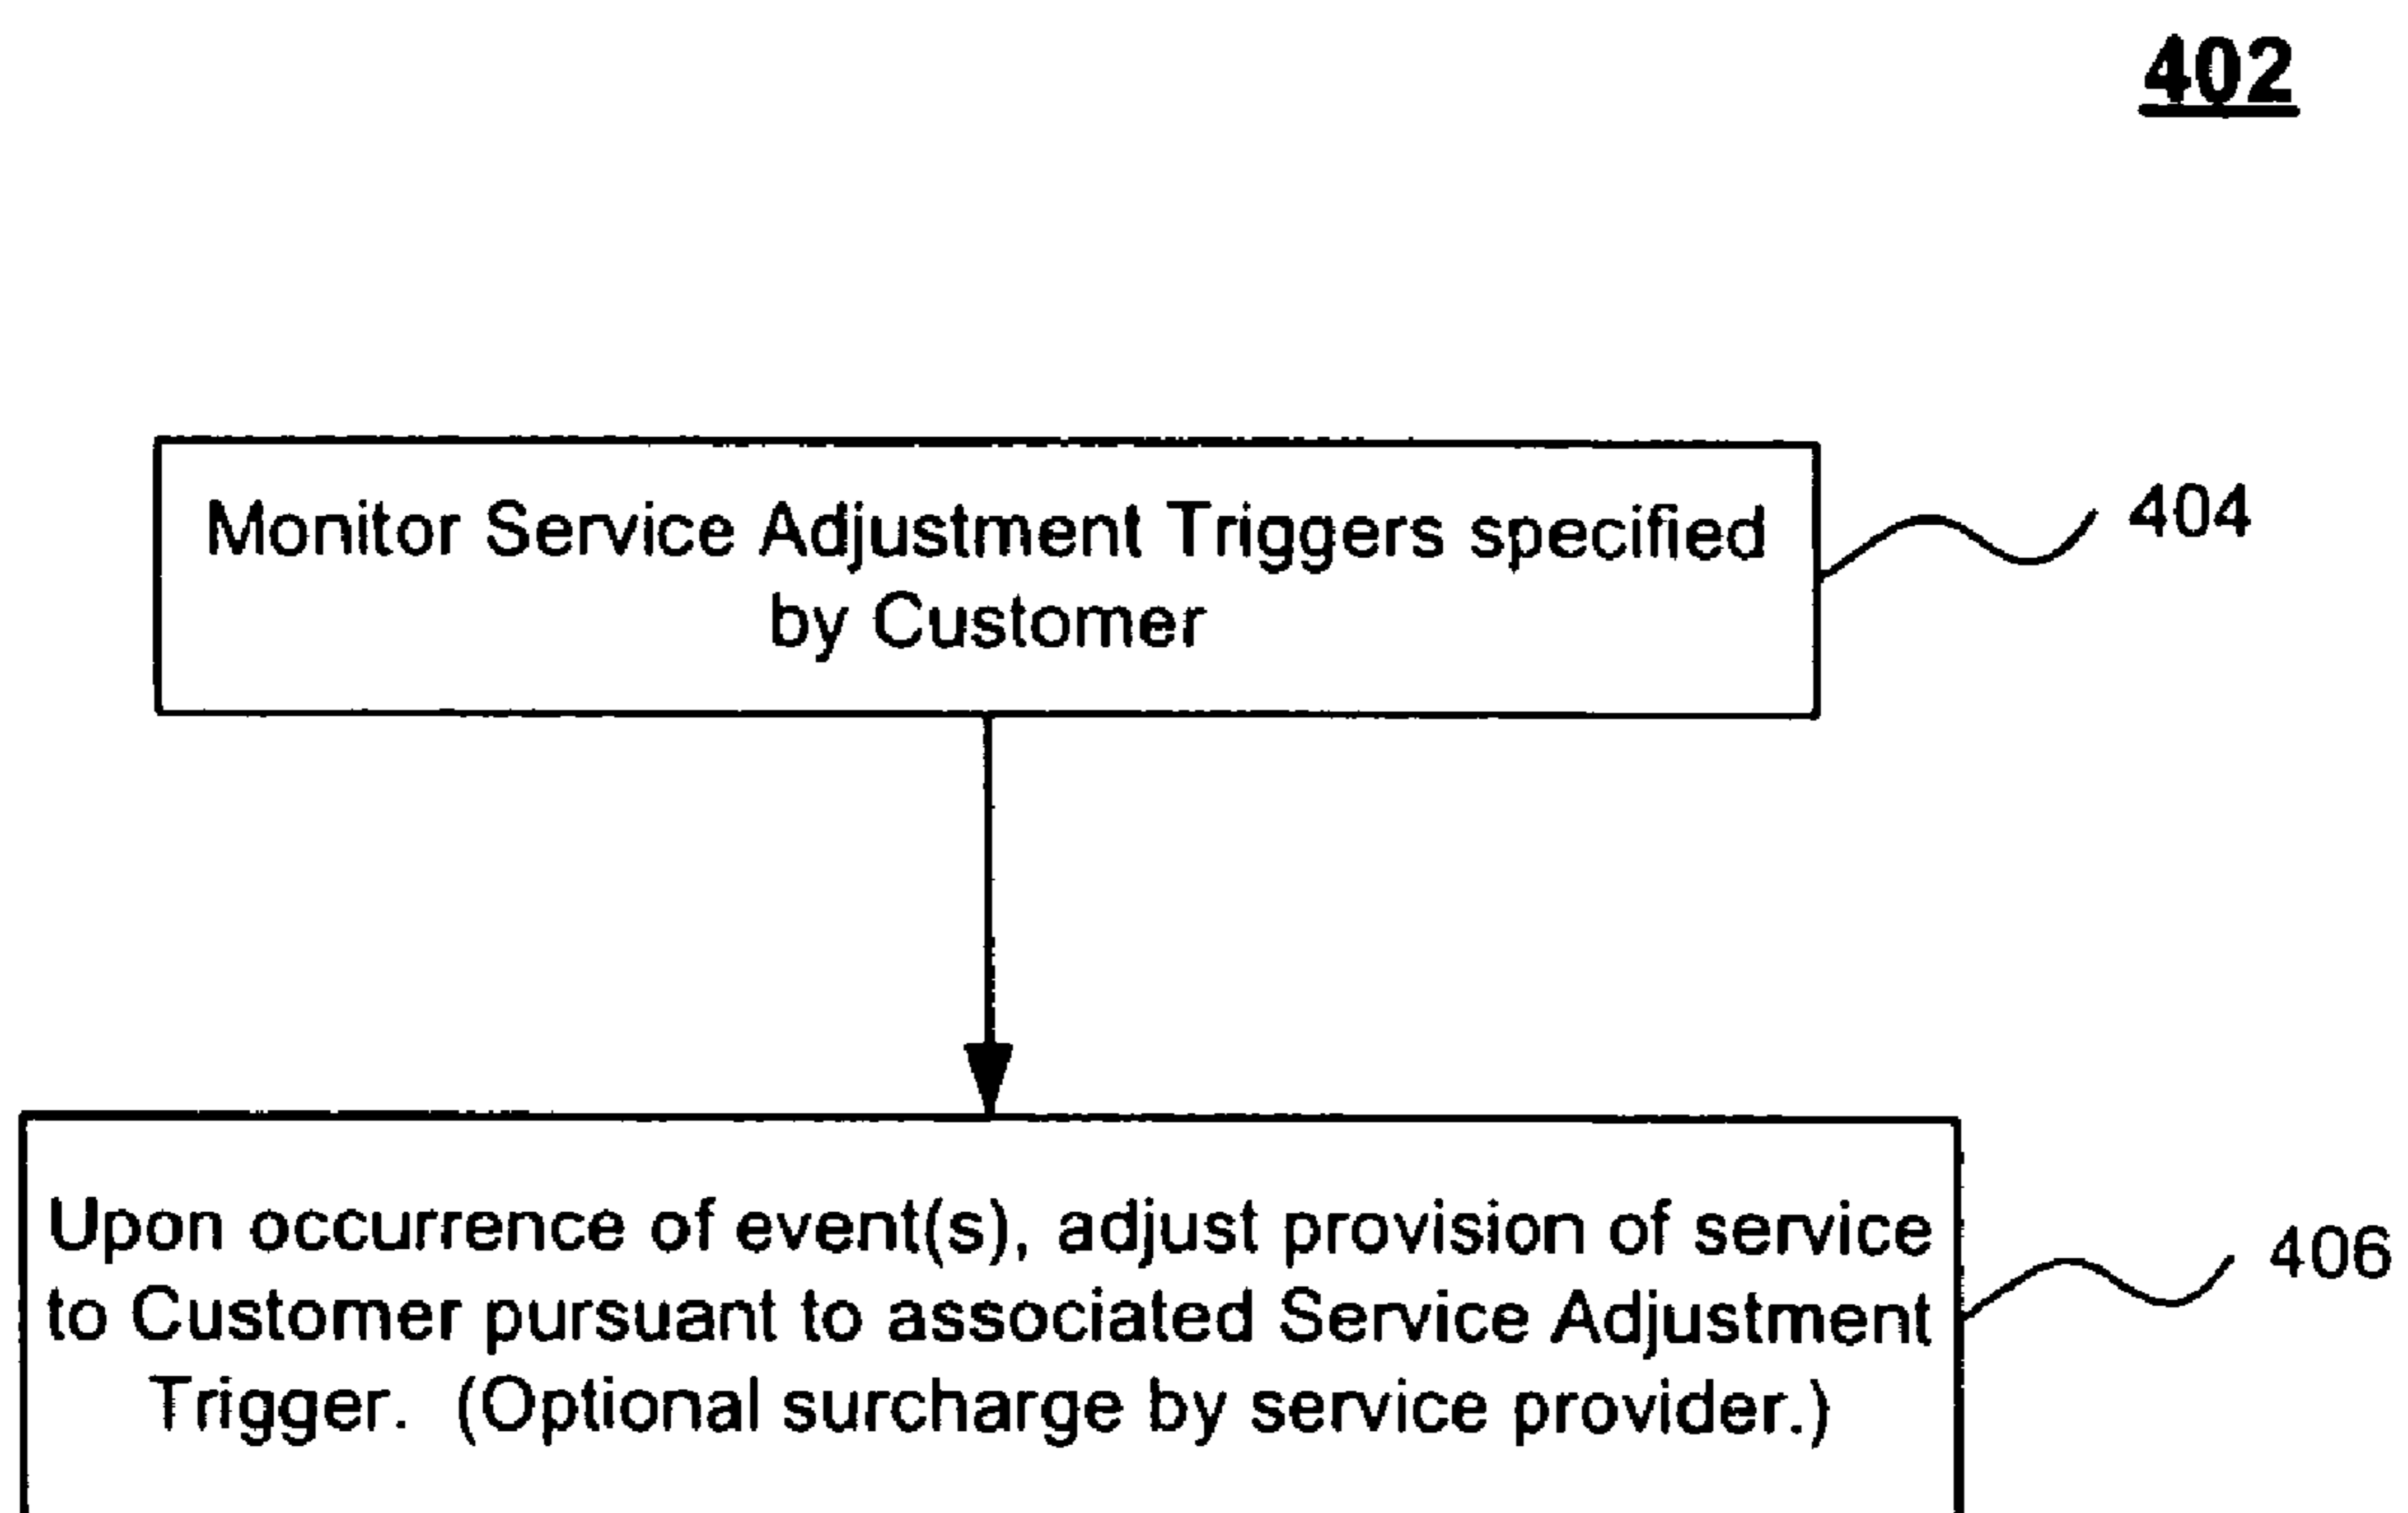 402
Monitor Service Adjustment Triggers specified
by Customer
404
Upon occurrence of event(s), adjust provision of service
to Customer pursuant to associated Service Adjustment
Trigger. (Optional surcharge by service provider.)
406